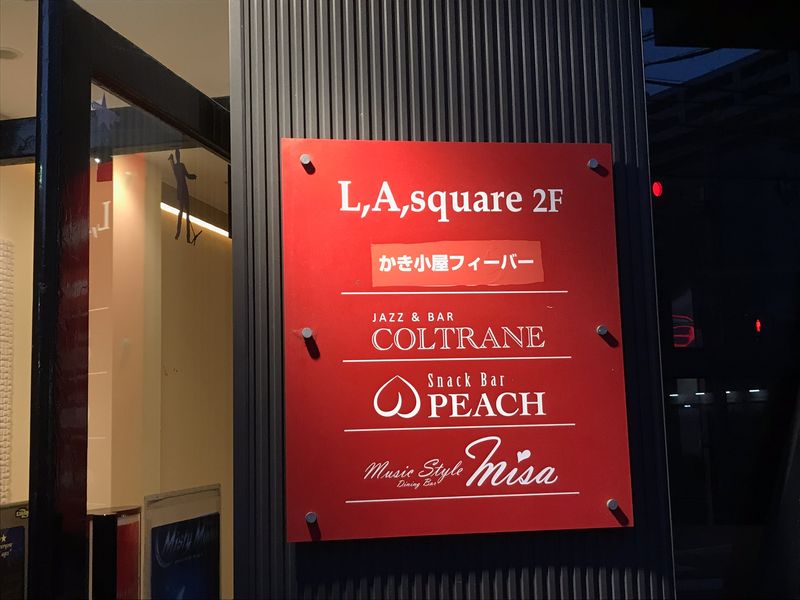 L,A,square 2F
かき小屋フィーバー
JAZZ & BAR
COLTRANE
Snack Bar
PEACH
Music Style
Dining Bar
misa